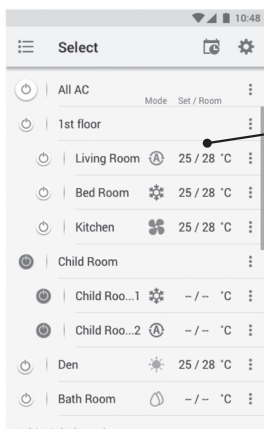 10:48
Select
All AC
Mode Set / Room
1st floor
Living Room 25 / 28 °C
Bed Room 25 / 28 °C
Kitchen 25 / 28 °C
Child Room
Child Roo...1 -- / -- °C
Child Roo...2 -- / -- °C
Den 25 / 28 °C
Bath Room -- / -- °C